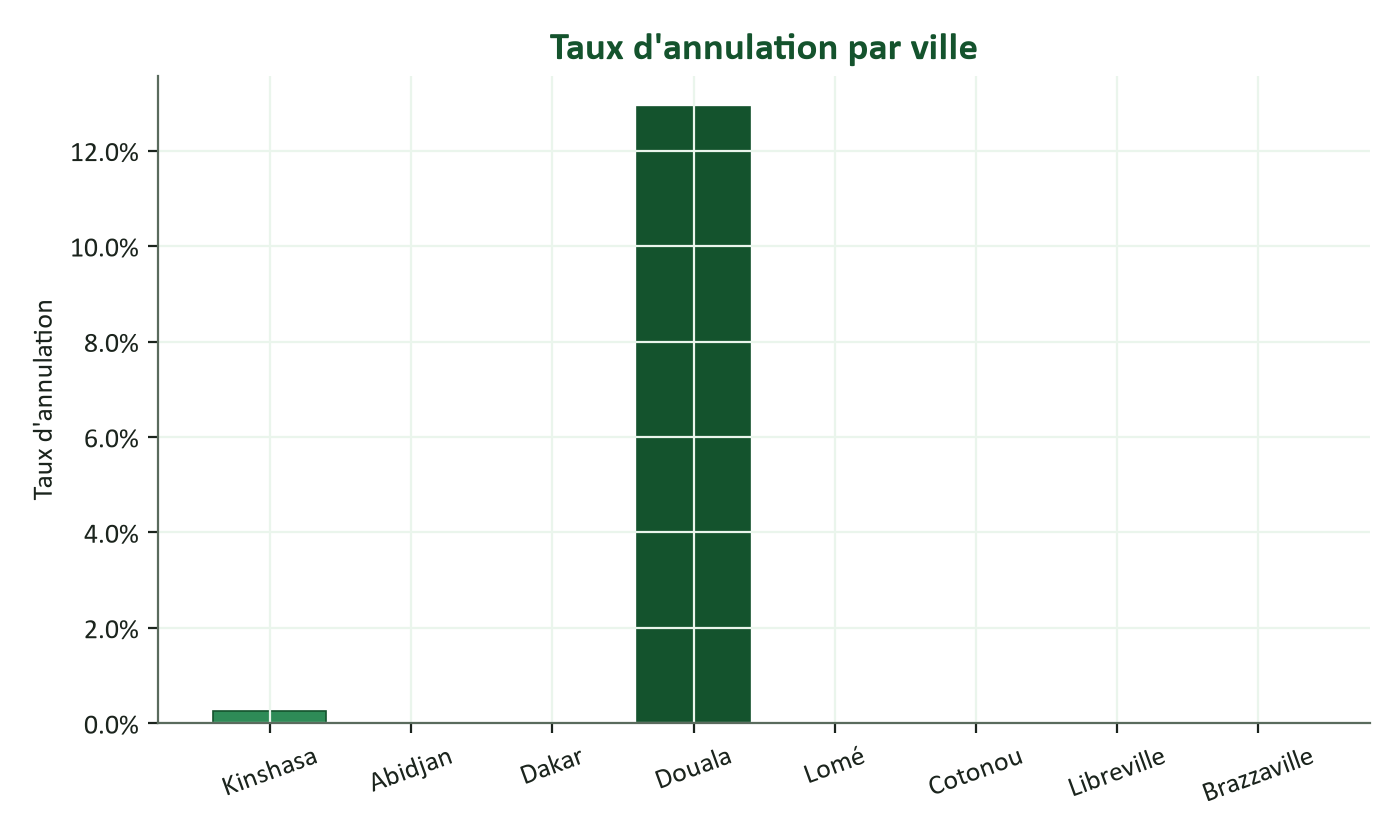 Taux d'annulation par ville
Taux d'annulation
12.0%
10.0%
8.0%
6.0%
4.0%
2.0%
0.0%
Kinshasa
Abidjan
Dakar
Douala
Lomé
Cotonou
Libreville
Brazzaville